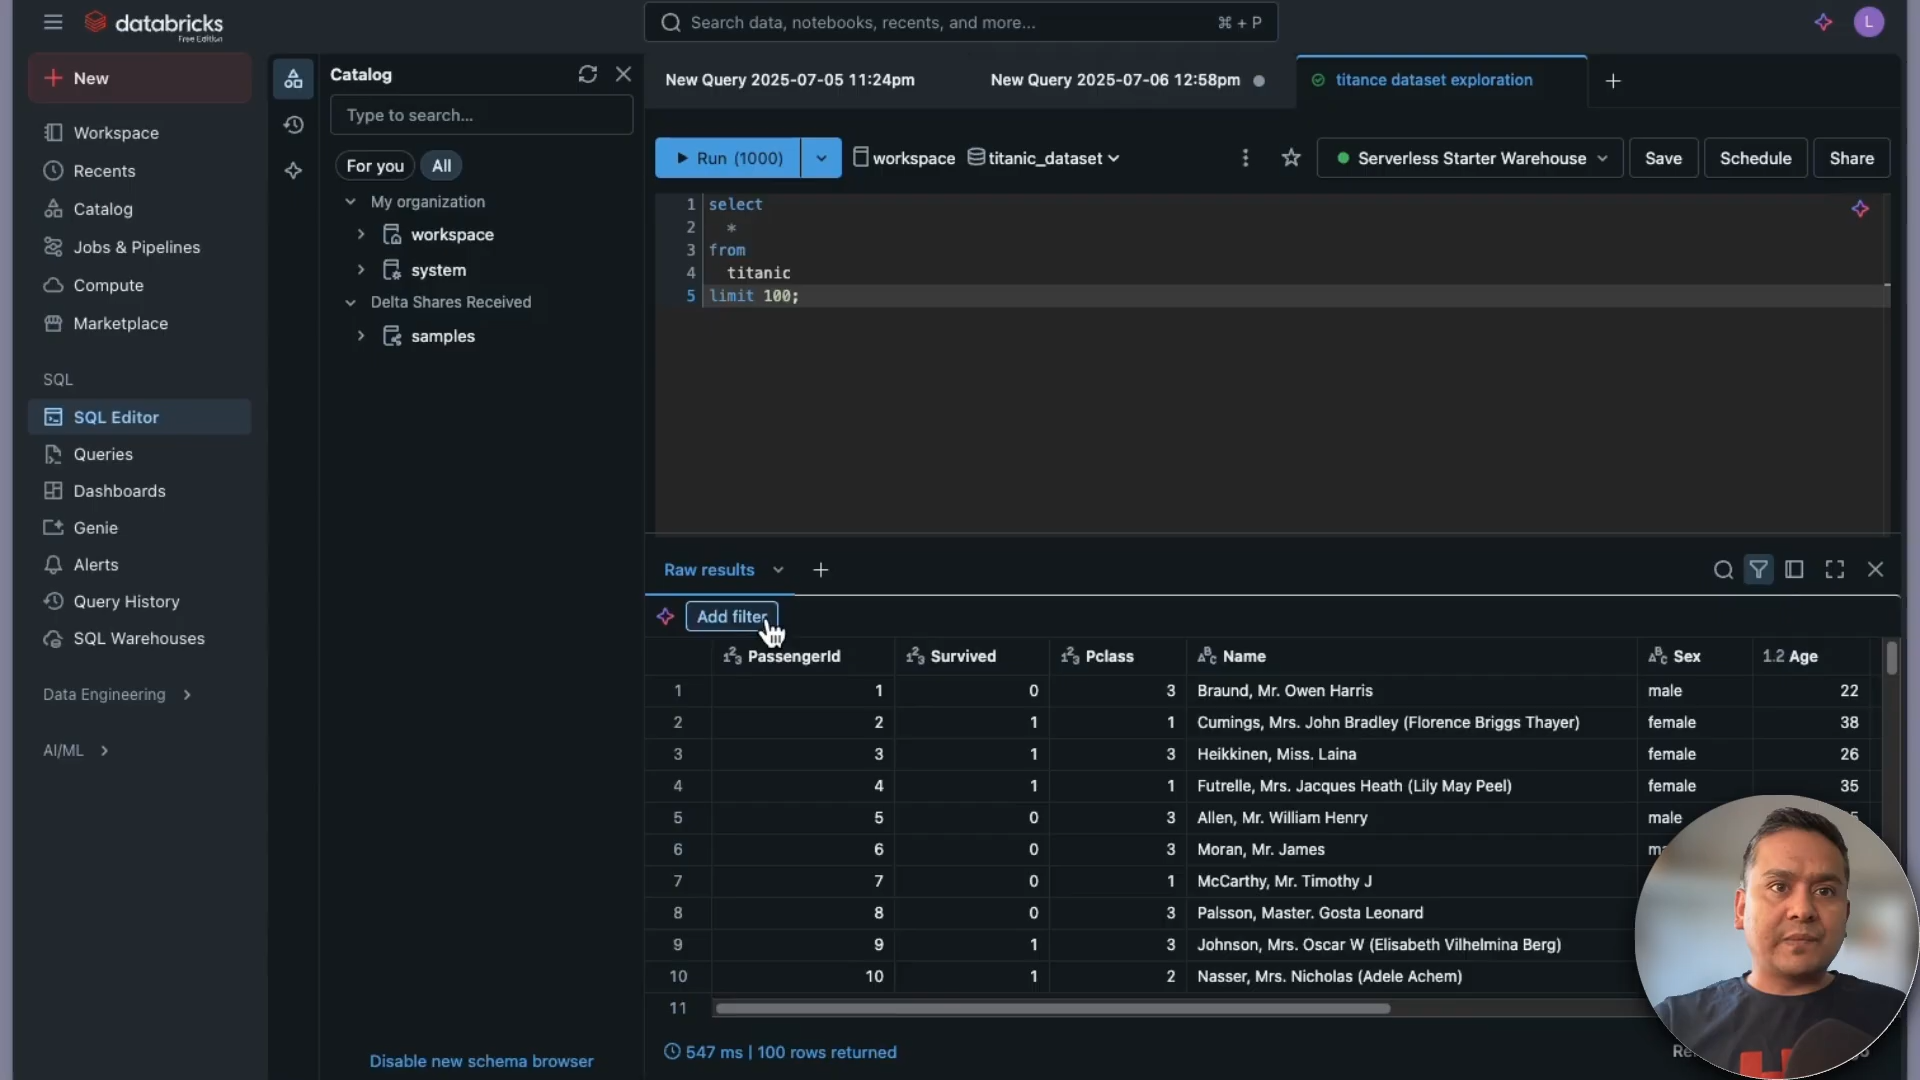 databricks
Free Edition
Search data, notebooks, recents, and more...
⌘ + P
L
New
Workspace
Recents
Catalog
Jobs & Pipelines
Compute
Marketplace
SQL
SQL Editor
Queries
Dashboards
Genie
Alerts
Query History
SQL Warehouses
Data Engineering
AI/ML
Catalog
Type to search...
For you
All
My organization
workspace
system
Delta Shares Received
samples
Disable new schema browser
New Query 2025-07-05 11:24pm
New Query 2025-07-06 12:58pm
titance dataset exploration
Run (1000)
workspace
titanic_dataset
Serverless Starter Warehouse
Save
Schedule
Share
1 select
2 *
3 from
4 titanic
5 limit 100;
Raw results
Add filter
PassengerId Survived Pclass Name Sex 1.2 Age
1 1 0 3 Braund, Mr. Owen Harris male 22
2 2 1 1 Cumings, Mrs. John Bradley (Florence Briggs Thayer) female 38
3 3 1 3 Heikkinen, Miss. Laina female 26
4 4 1 1 Futrelle, Mrs. Jacques Heath (Lily May Peel) female 35
5 5 0 3 Allen, Mr. William Henry male
6 6 0 3 Moran, Mr. James
7 7 0 1 McCarthy, Mr. Timothy J
8 8 0 3 Palsson, Master. Gosta Leonard
9 9 1 3 Johnson, Mrs. Oscar W (Elisabeth Vilhelmina Berg)
10 10 1 2 Nasser, Mrs. Nicholas (Adele Achem)
11
547 ms | 100 rows returned